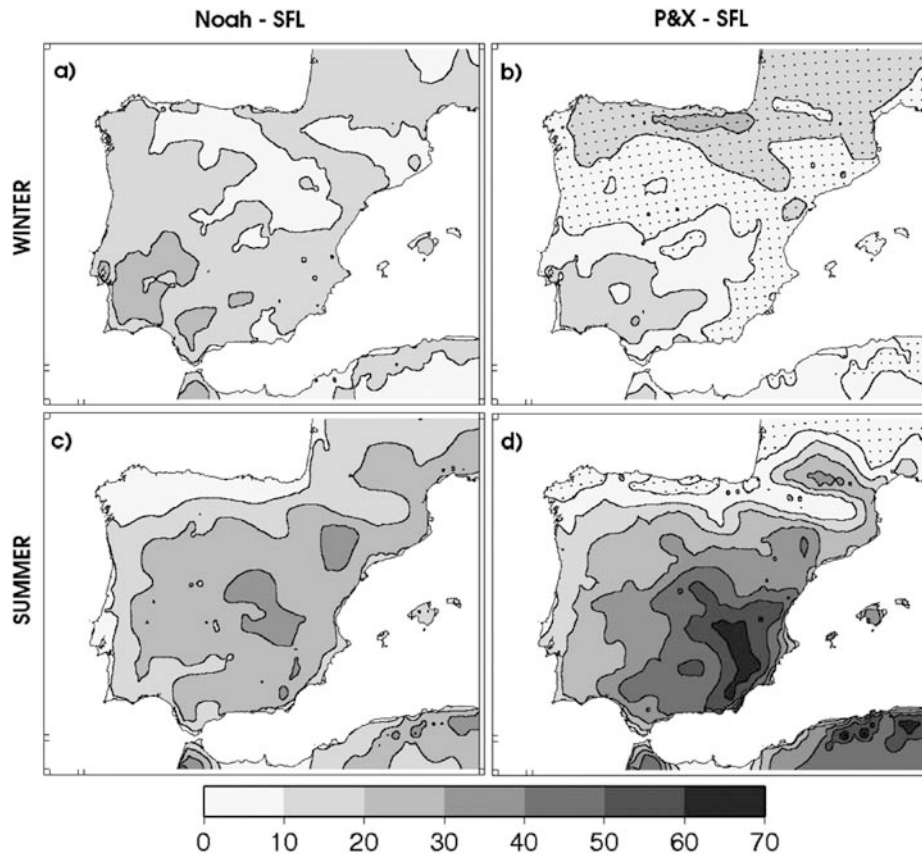 Noah - SFL
P&X - SFL
WINTER
a)
b)
SUMMER
c)
d)
0 10 20 30 40 50 60 70